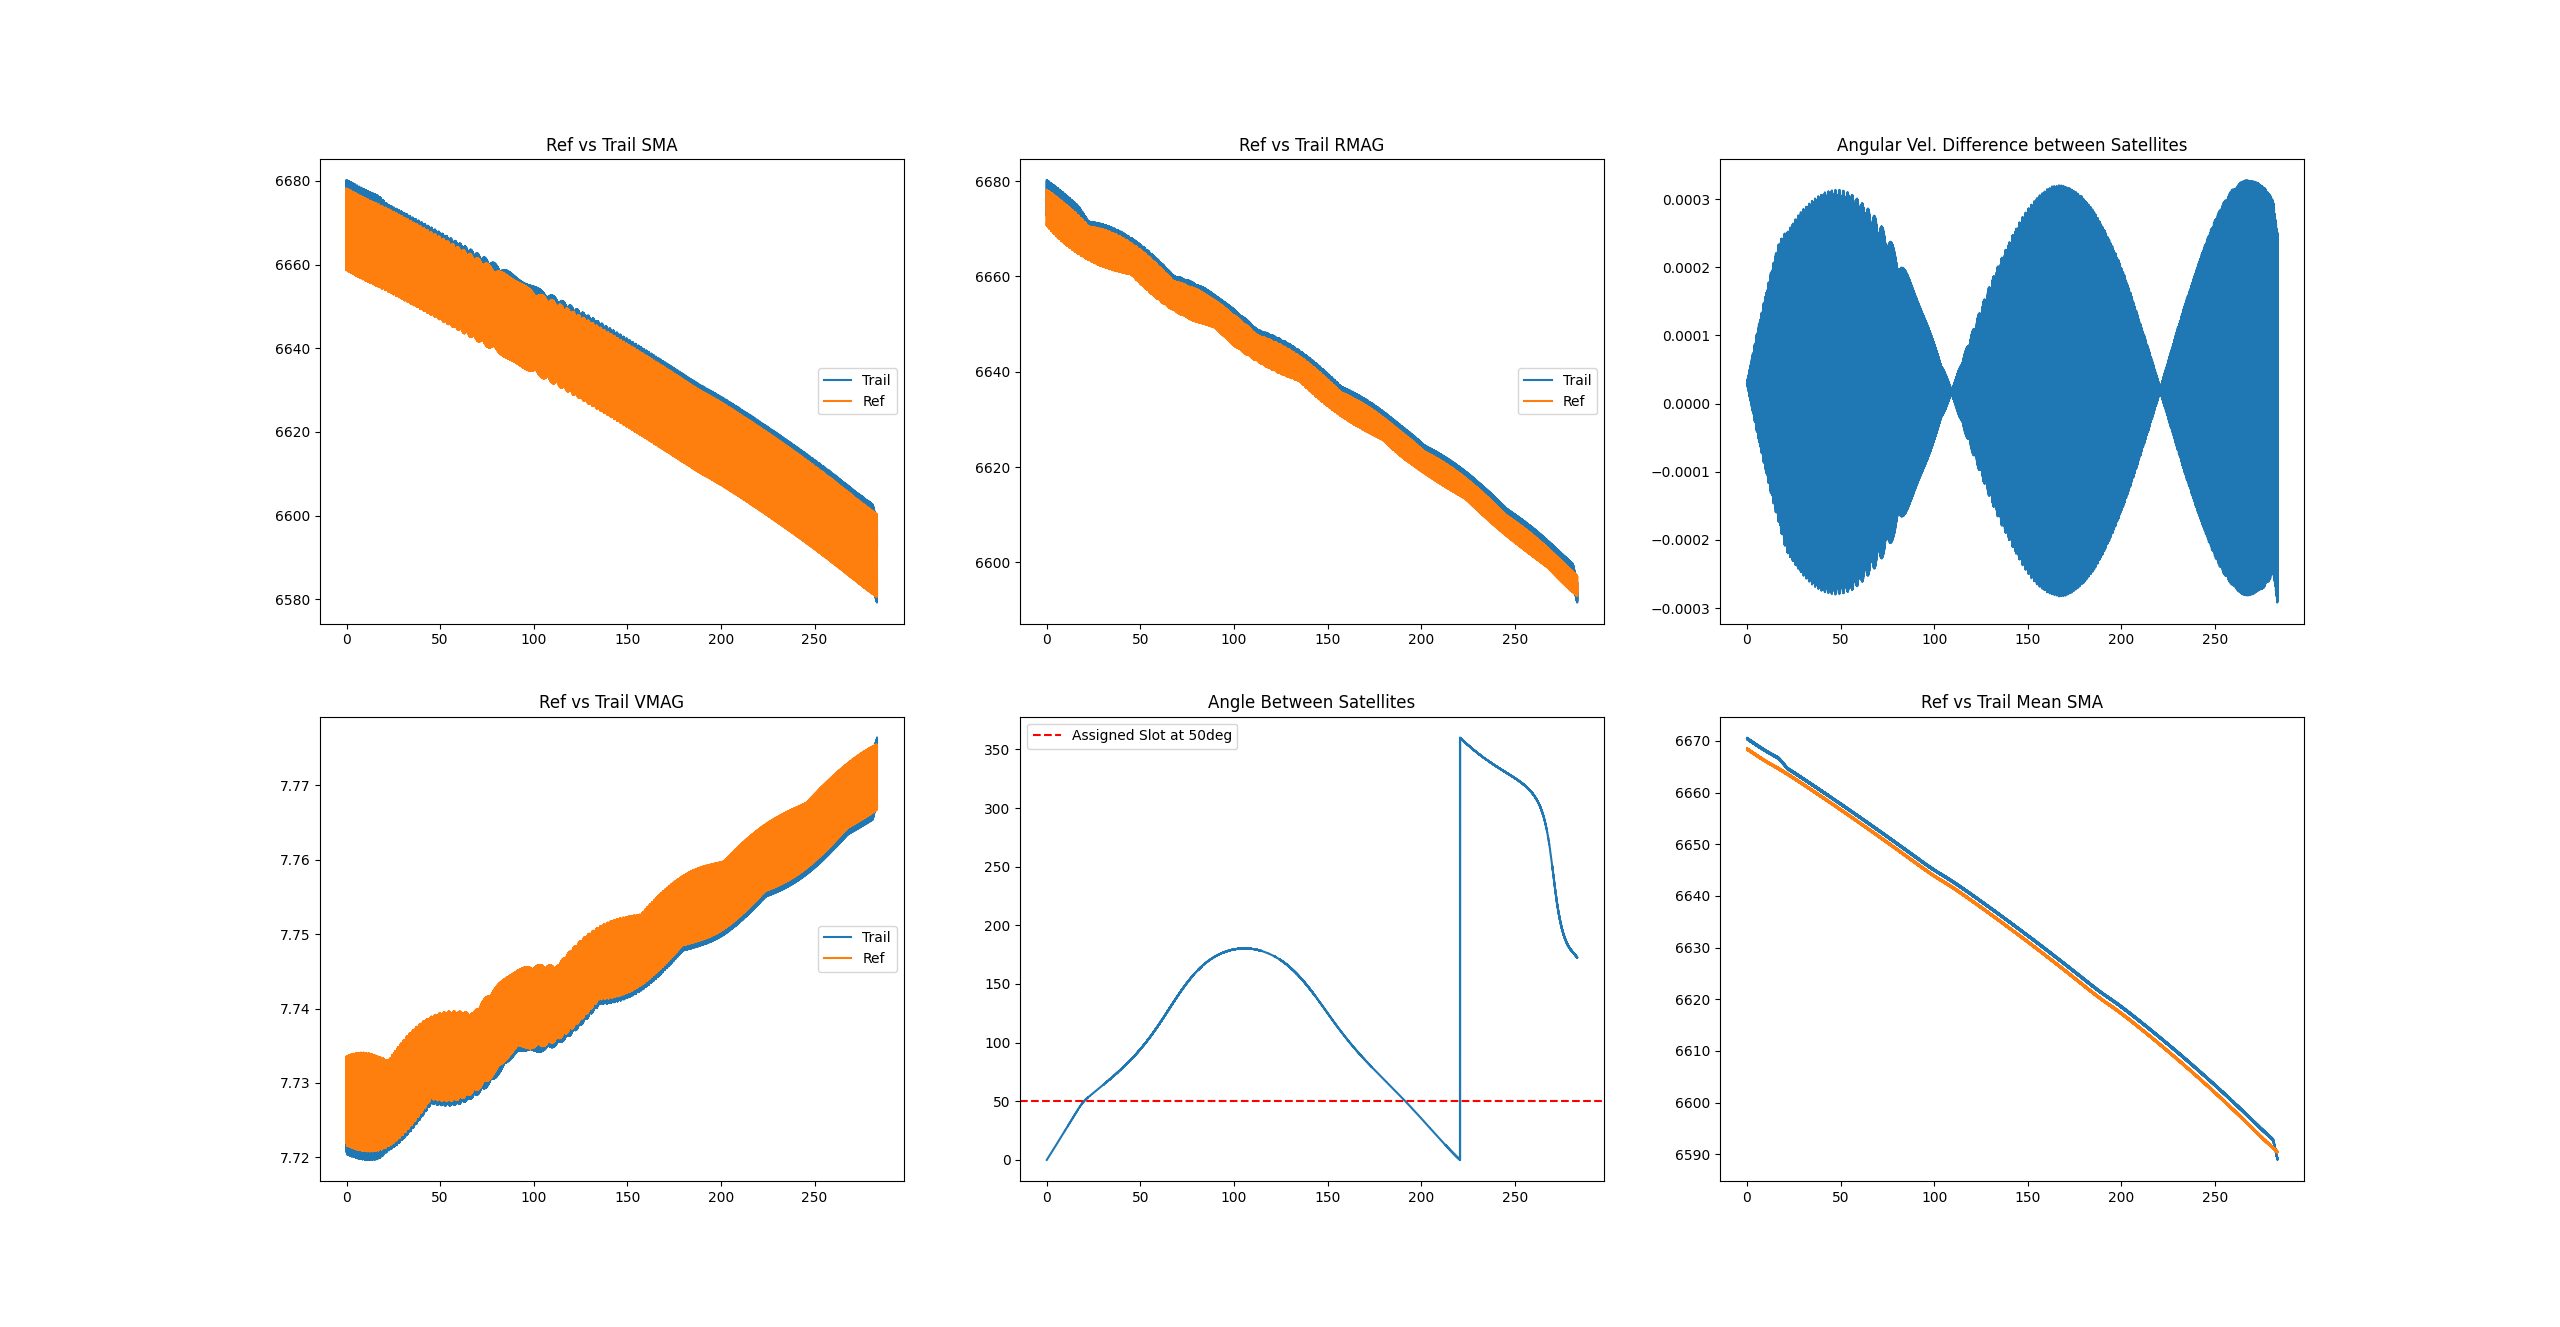 Ref vs Trail SMA
6680
6660
6640
6620
6600
6580
0 50 100 150 200 250
Trail
Ref
Ref vs Trail RMAG
6680
6660
6640
6620
6600
0 50 100 150 200 250
Trail
Ref
Angular Vel. Difference between Satellites
0.0003
0.0002
0.0001
0.0000
−0.0001
−0.0002
−0.0003
0 50 100 150 200 250
Ref vs Trail VMAG
7.77
7.76
7.75
7.74
7.73
7.72
0 50 100 150 200 250
Trail
Ref
Angle Between Satellites
350
300
250
200
150
100
50
0
0 50 100 150 200 250
Assigned Slot at 50deg
Ref vs Trail Mean SMA
6670
6660
6650
6640
6630
6620
6610
6600
6590
0 50 100 150 200 250